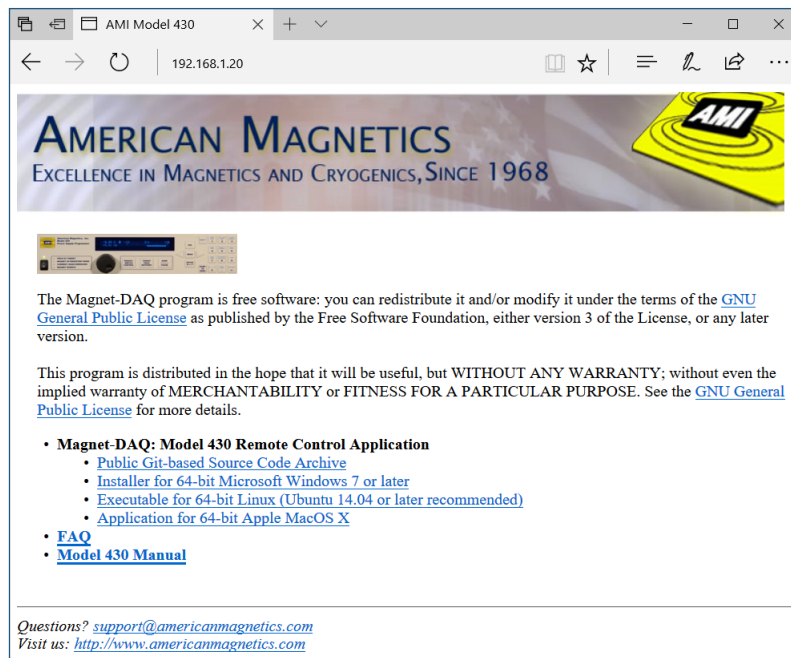 AMI Model 430
192.168.1.20
AMERICAN MAGNETICS
EXCELLENCE IN MAGNETICS AND CRYOGENICS, SINCE 1968
AMI
The Magnet-DAQ program is free software: you can redistribute it and/or modify it under the terms of the GNU
General Public License as published by the Free Software Foundation, either version 3 of the License, or any later
version.
This program is distributed in the hope that it will be useful, but WITHOUT ANY WARRANTY; without even the
implied warranty of MERCHANTABILITY or FITNESS FOR A PARTICULAR PURPOSE. See the GNU General
Public License for more details.
• Magnet-DAQ: Model 430 Remote Control Application
• Public Git-based Source Code Archive
• Installer for 64-bit Microsoft Windows 7 or later
• Executable for 64-bit Linux (Ubuntu 14.04 or later recommended)
• Application for 64-bit Apple MacOS X
• FAQ
• Model 430 Manual
Questions? support@americanmagnetics.com
Visit us: http://www.americanmagnetics.com